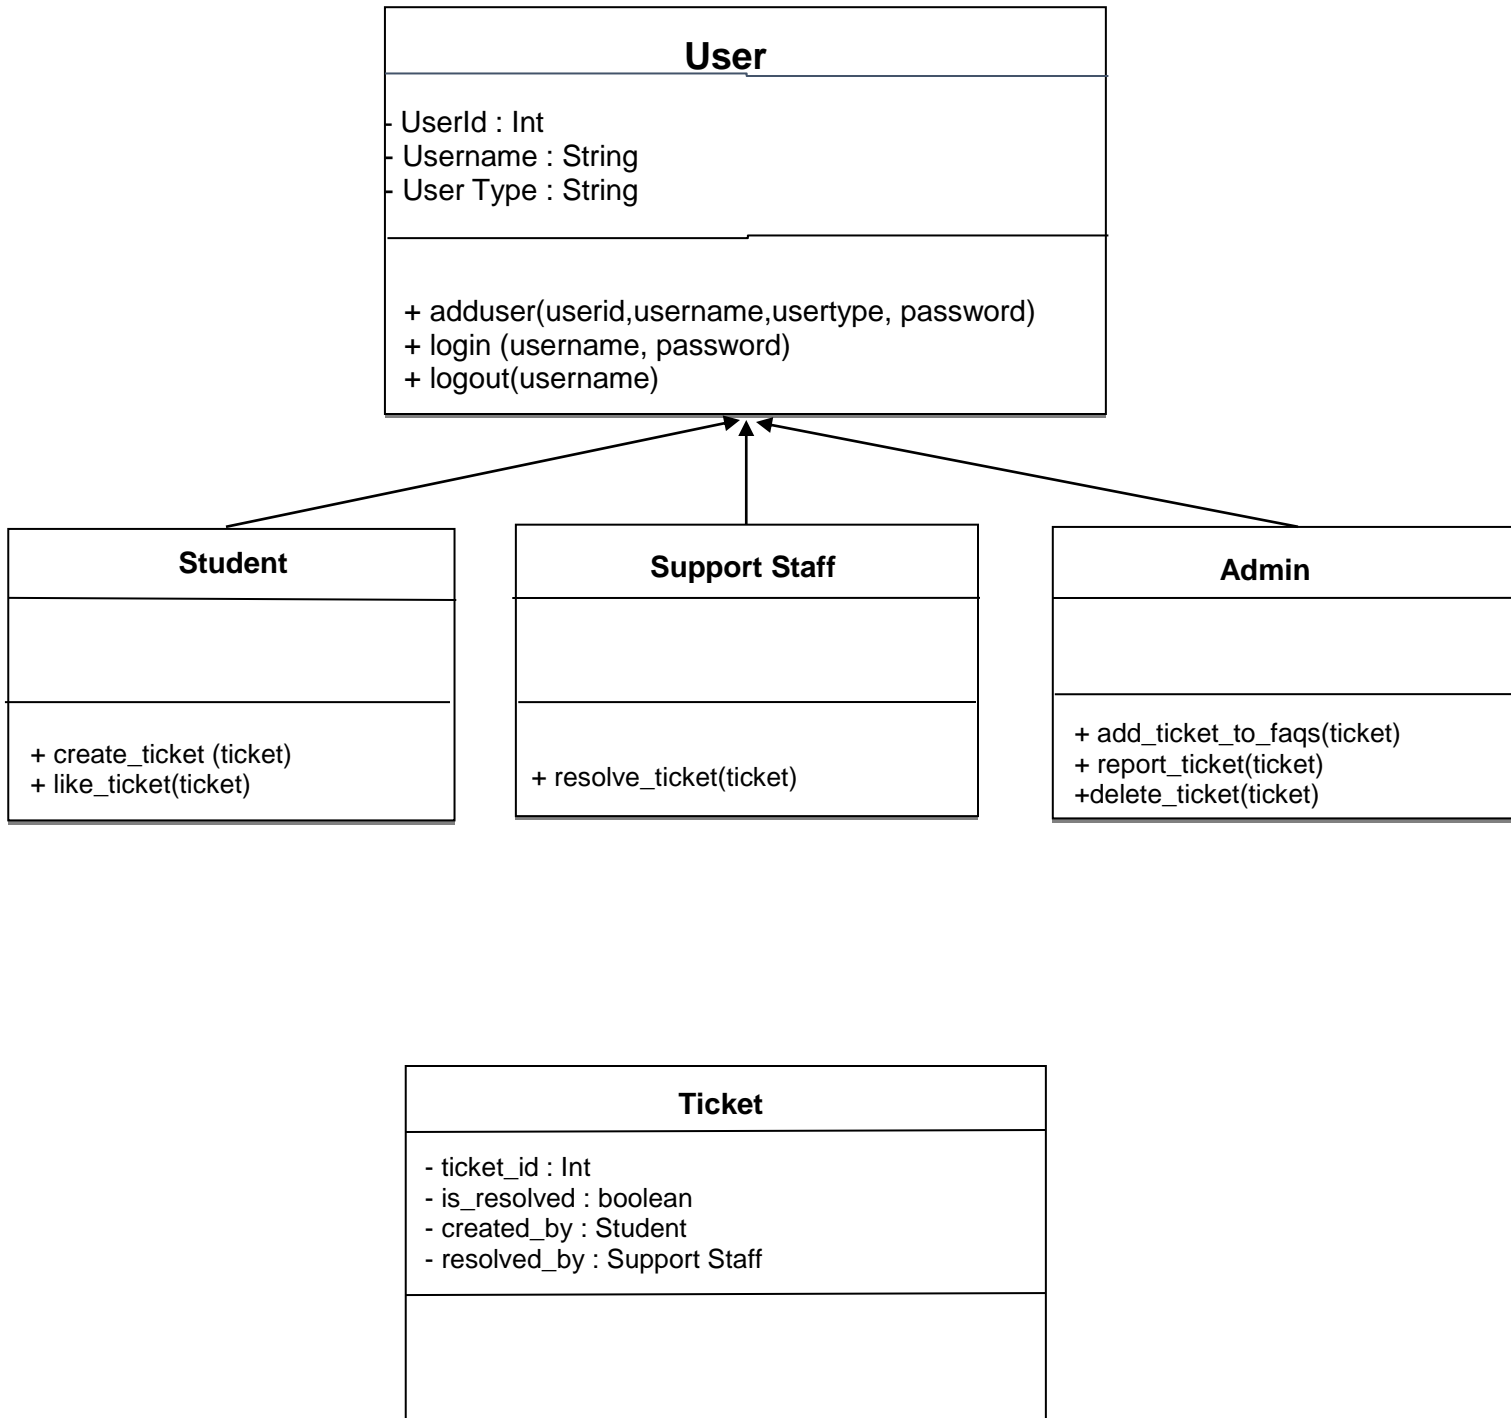 User
- UserId : Int
- Username : String
- User Type : String
+ adduser(userid,username,usertype, password)
+ login (username, password)
+ logout(username)
Student
+ create_ticket (ticket)
+ like_ticket(ticket)
Support Staff
+ resolve_ticket(ticket)
Admin
+ add_ticket_to_faqs(ticket)
+ report_ticket(ticket)
+delete_ticket(ticket)
Ticket
- ticket_id : Int
- is_resolved : boolean
- created_by : Student
- resolved_by : Support Staff